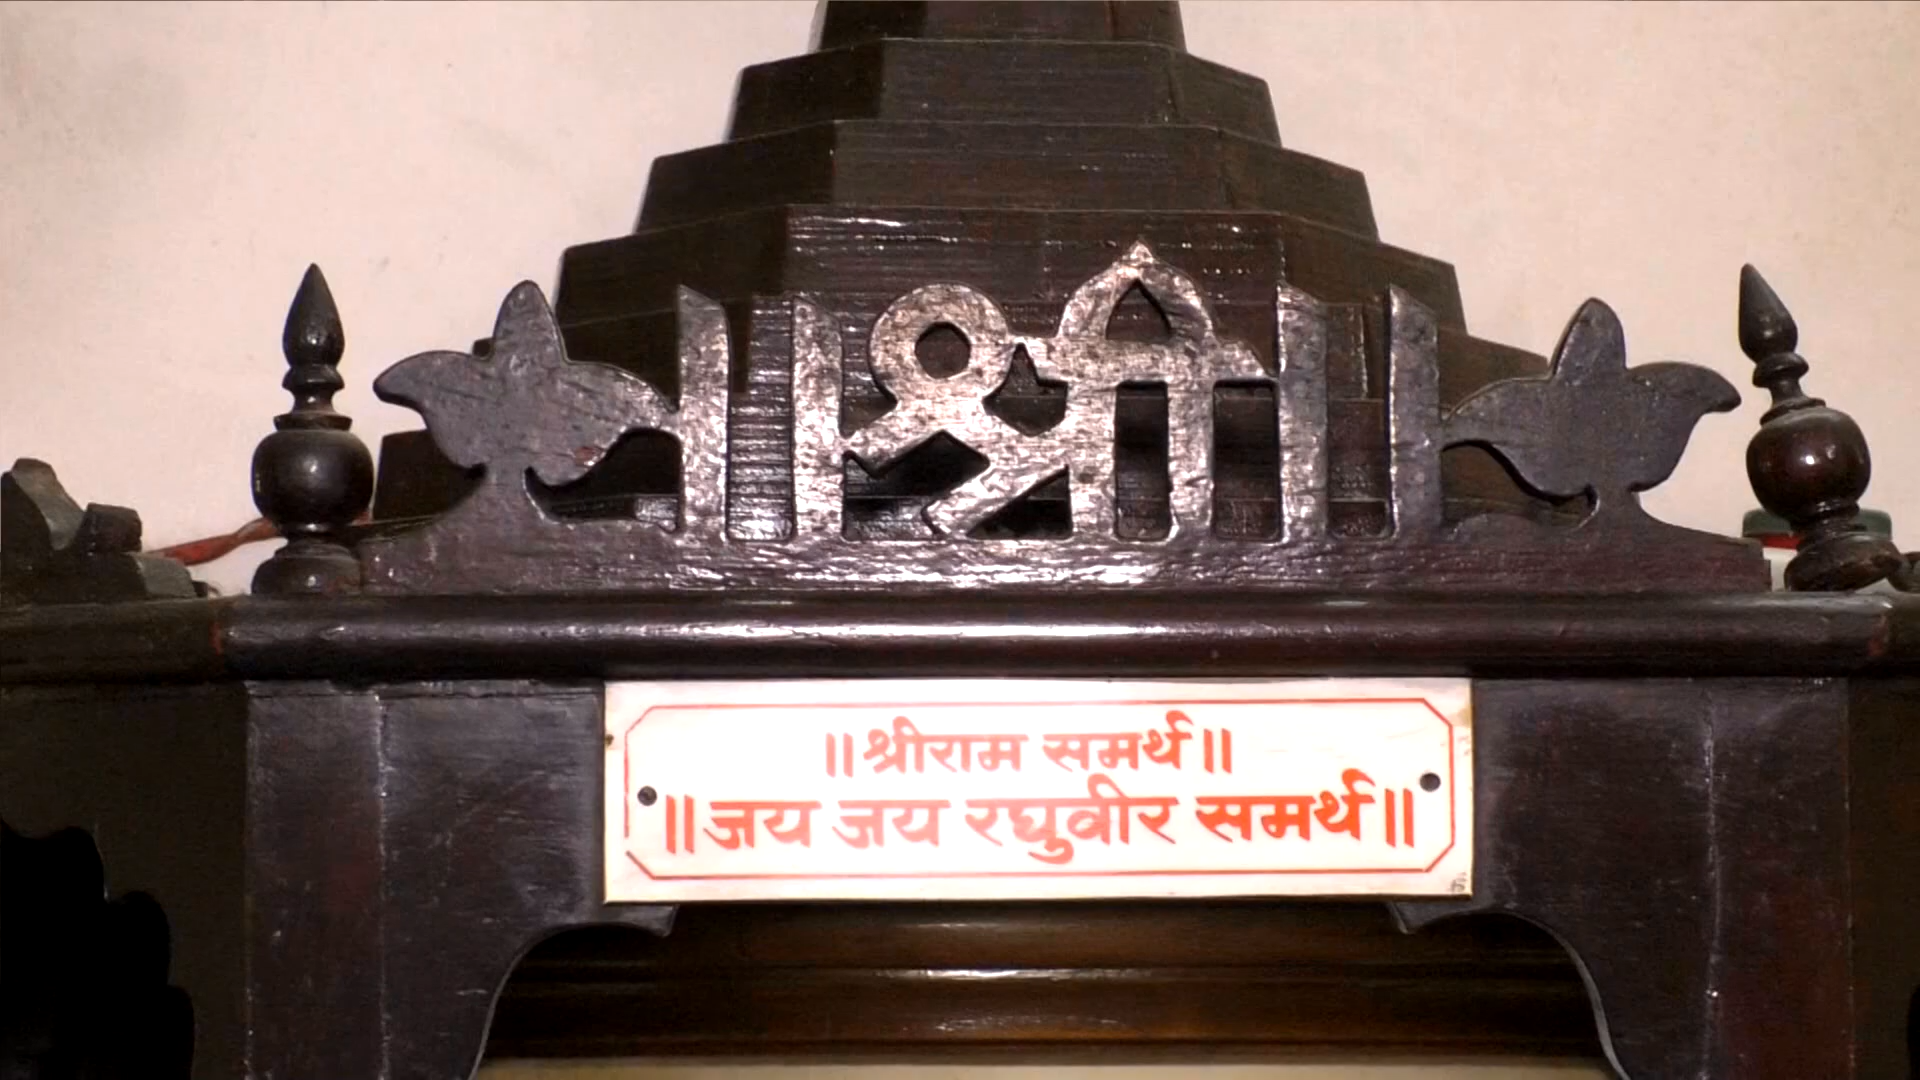 ॥श्री॥
॥श्रीराम समर्थ॥
॥जय जय रघुवीर समर्थ॥